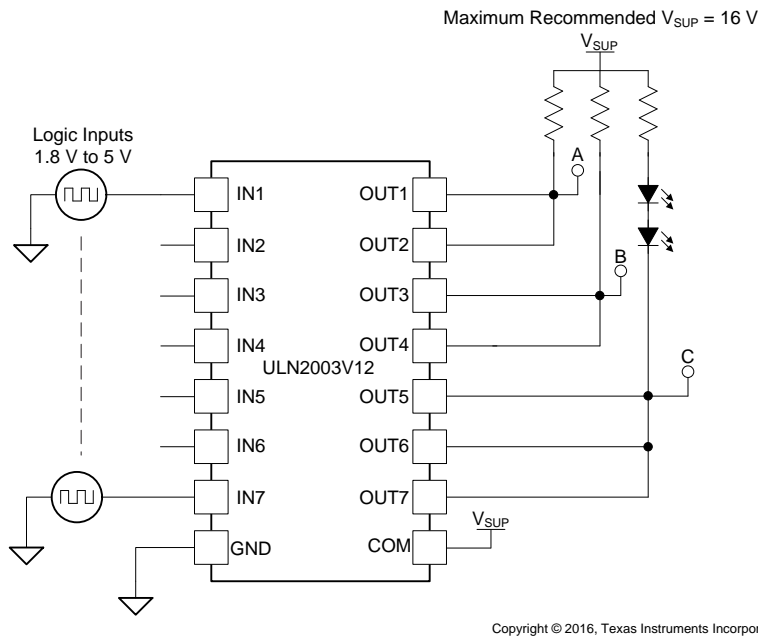 Maximum Recommended VSUP = 16 V
VSUP
Logic Inputs
1.8 V to 5 V
A
IN1 OUT1
IN2 OUT2
B
IN3 OUT3
IN4 OUT4
ULN2003V12
C
IN5 OUT5
IN6 OUT6
IN7 OUT7
VSUP
GND COM
Copyright © 2016, Texas Instruments Incorpor